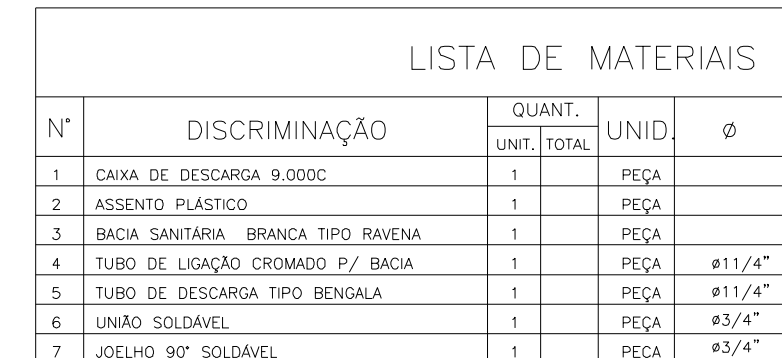 LISTA DE MATERIAIS
N° DISCRIMINAÇÃO QUANT. UNID. Ø
UNIT. TOTAL
1 CAIXA DE DESCARGA 9.000C 1 PEÇA
2 ASSENTO PLÁSTICO 1 PEÇA
3 BACIA SANITÁRIA BRANCA TIPO RAVENA 1 PEÇA
4 TUBO DE LIGAÇÃO CROMADO P/ BACIA 1 PEÇA ø11/4"
5 TUBO DE DESCARGA TIPO BENGALA 1 PEÇA ø11/4"
6 UNIÃO SOLDÁVEL 1 PEÇA ø3/4"
7 JOELHO 90° SOLDÁVEL 1 PEÇA ø3/4"